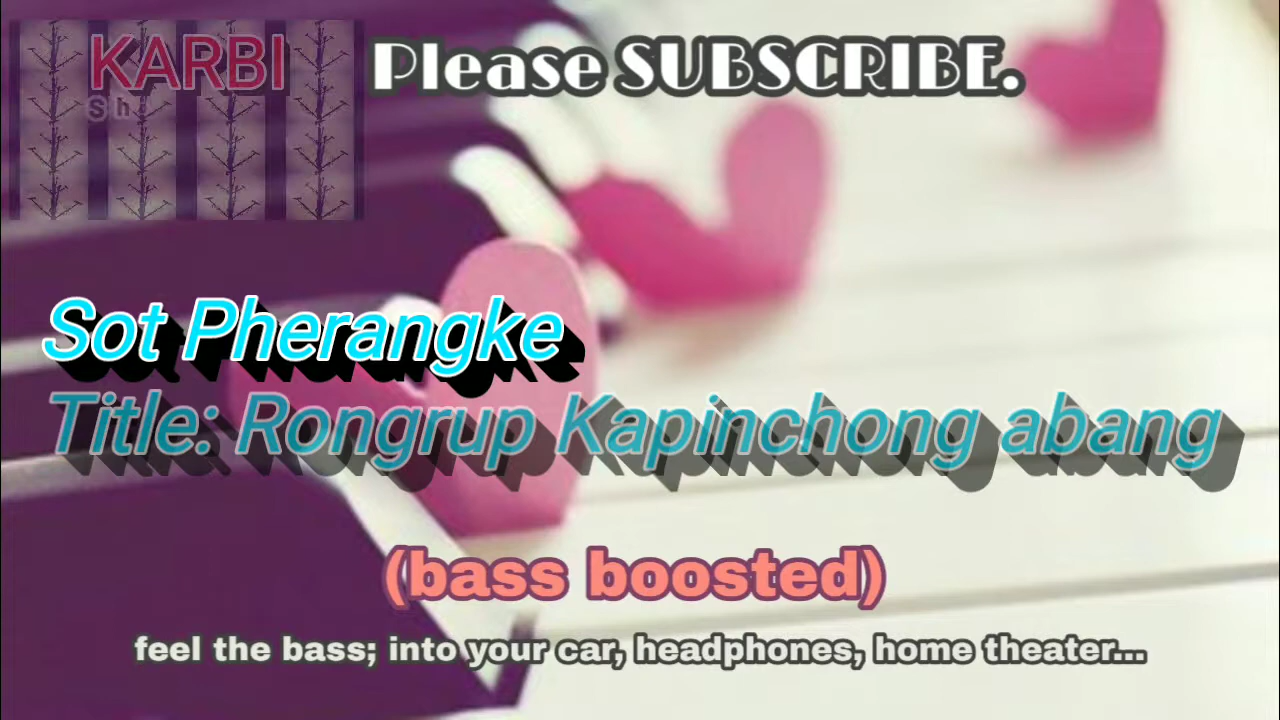 KARBI
Please SUBSCRIBE.
Sot Pherangke
Title: Rongrup Kapinchong abang
(bass boosted)
feel the bass; into your car, headphones, home theater...